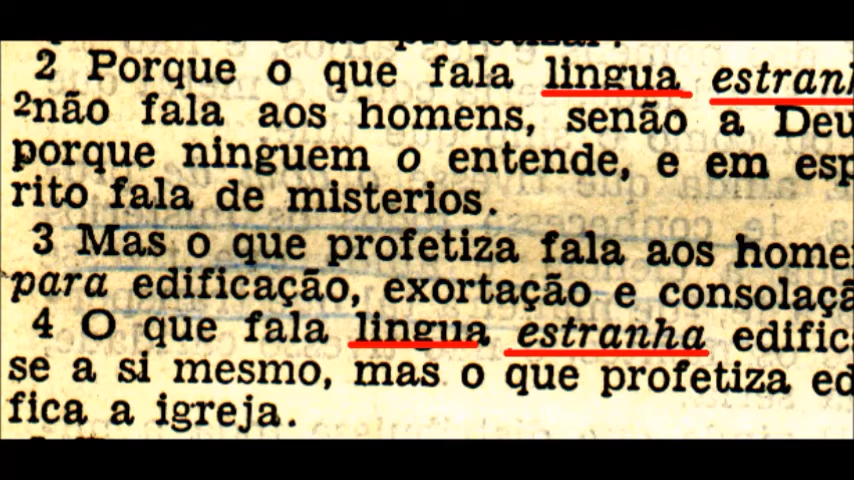 2 Porque o que fala lingua estranh
2não fala aos homens, senão a Deu
porque ninguem o entende, e em esp
rito fala de misterios.
3 Mas o que profetiza fala aos home
para edificação, exortação e consolaçã
4 O que fala lingua estranha edific
se a si mesmo, mas o que profetiza ed
fica a igreja.